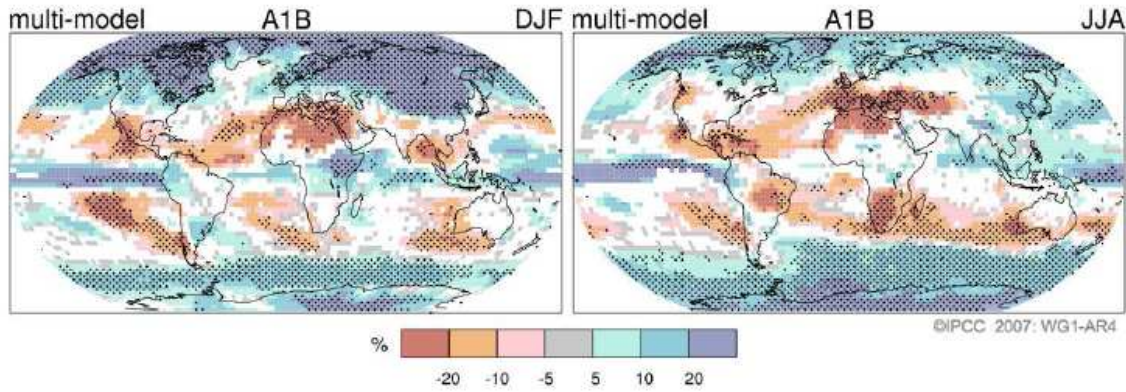 multi-model A1B DJF multi-model A1B JJA
©IPCC 2007: WG1-AR4
%
-20 -10 -5 5 10 20